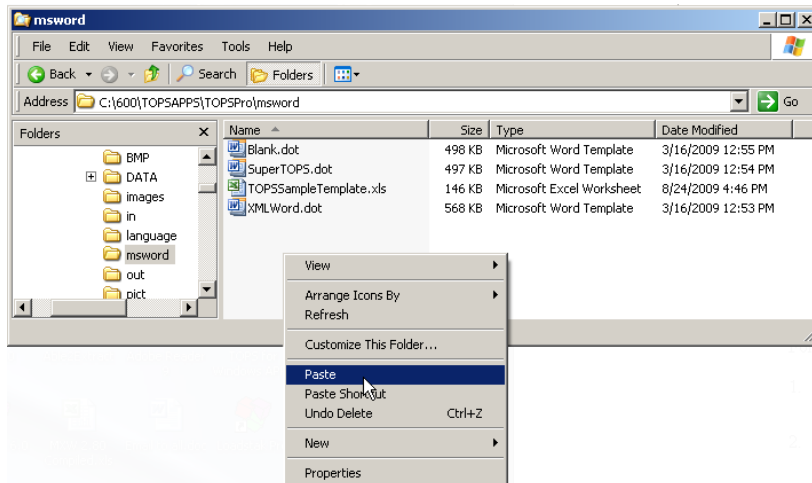 msword
File Edit View Favorites Tools Help
Back Search Folders
Address C:\600\TOPSAPPS\TOPSPro\msword Go
Folders Name Size Type Date Modified
BMP
DATA
images
in
language
msword
out
pict
Blank.dot 498 KB Microsoft Word Template 3/16/2009 12:55 PM
SuperTOPS.dot 497 KB Microsoft Word Template 3/16/2009 12:54 PM
TOPSSampleTemplate.xls 146 KB Microsoft Excel Worksheet 8/24/2009 4:46 PM
XMLWord.dot 568 KB Microsoft Word Template 3/16/2009 12:53 PM
View
Arrange Icons By
Refresh
Customize This Folder...
Paste
Paste Shortcut
Undo Delete Ctrl+Z
New
Properties